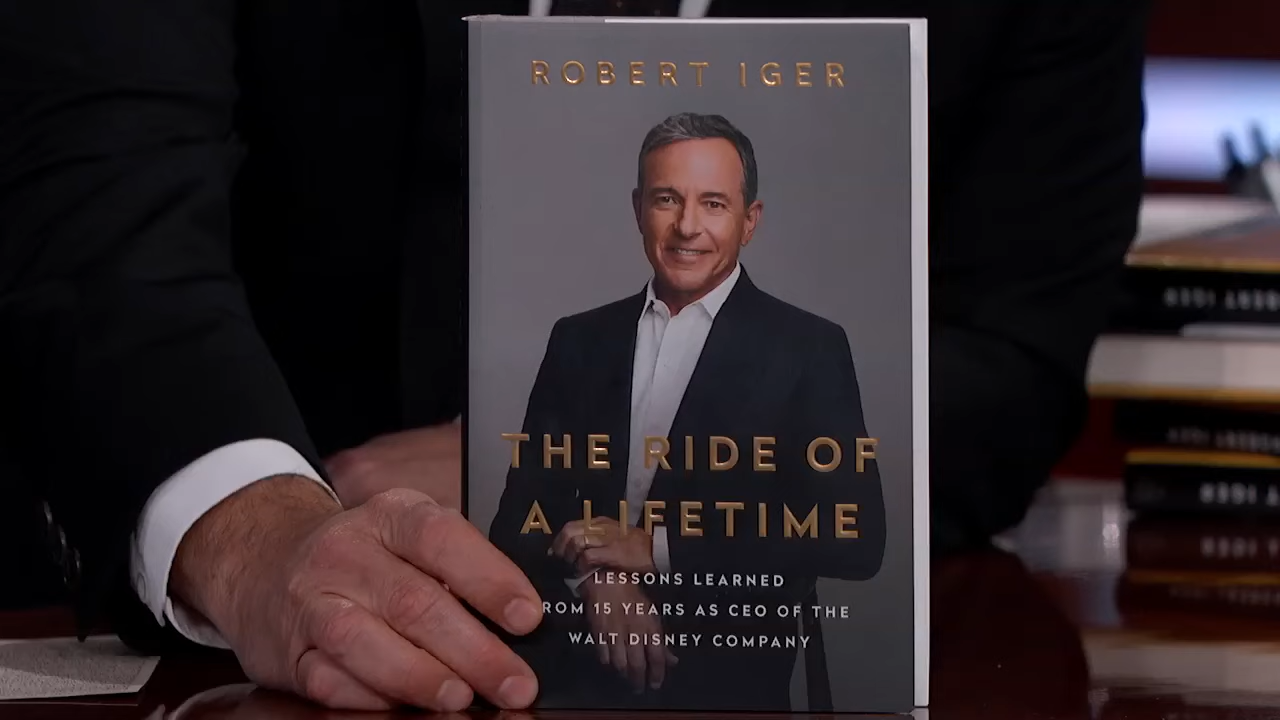 ROBERT IGER
THE RIDE OF
A LIFETIME
LESSONS LEARNED
ROM 15 YEARS AS CEO OF THE
WALT DISNEY COMPANY